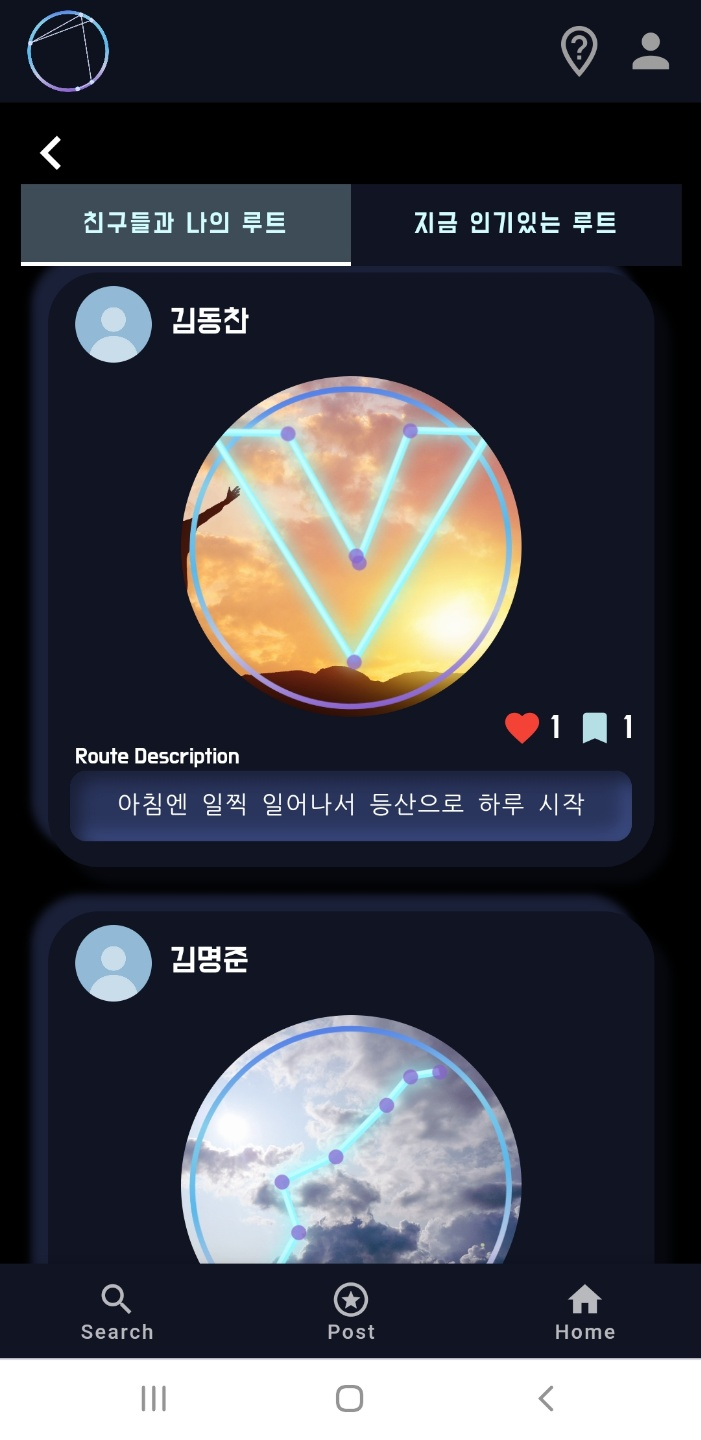 친구들과 나의 루트
지금 인기있는 루트
김동찬
1 1
Route Description
아침엔 일찍 일어나서 등산으로 하루 시작
김명준
Search Post Home